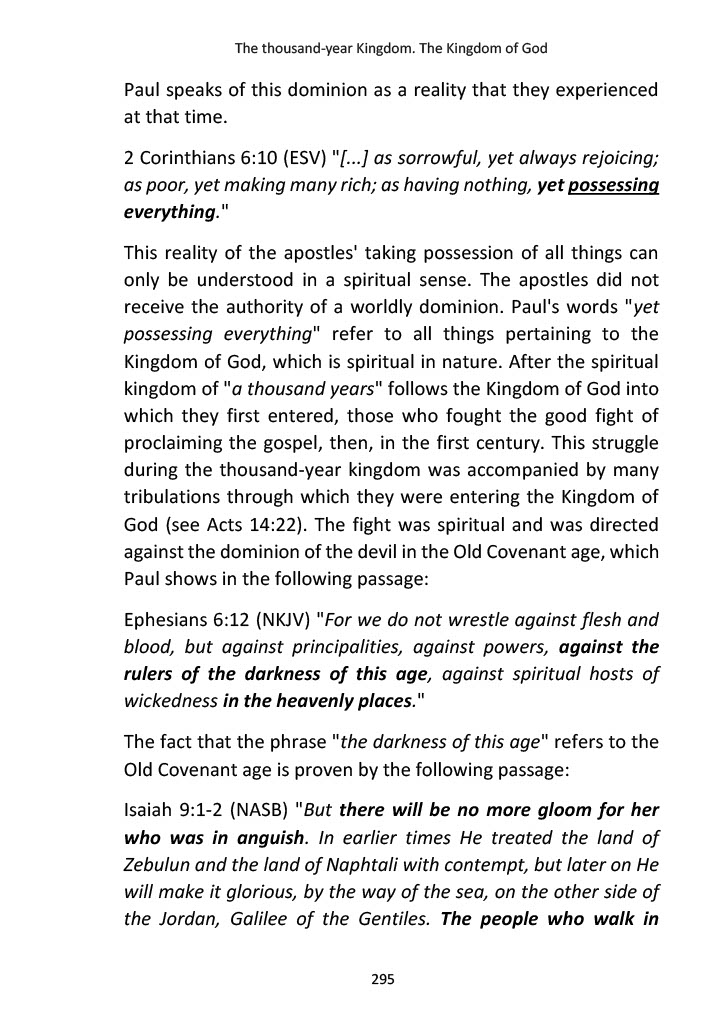 The thousand-year Kingdom. The Kingdom of God
Paul speaks of this dominion as a reality that they experienced
at that time.
2 Corinthians 6:10 (ESV) "[...] as sorrowful, yet always rejoicing;
as poor, yet making many rich; as having nothing, yet possessing
everything."
This reality of the apostles' taking possession of all things can
only be understood in a spiritual sense. The apostles did not
receive the authority of a worldly dominion. Paul's words "yet
possessing everything" refer to all things pertaining to the
Kingdom of God, which is spiritual in nature. After the spiritual
kingdom of "a thousand years" follows the Kingdom of God into
which they first entered, those who fought the good fight of
proclaiming the gospel, then, in the first century. This struggle
during the thousand-year kingdom was accompanied by many
tribulations through which they were entering the Kingdom of
God (see Acts 14:22). The fight was spiritual and was directed
against the dominion of the devil in the Old Covenant age, which
Paul shows in the following passage:
Ephesians 6:12 (NKJV) "For we do not wrestle against flesh and
blood, but against principalities, against powers, against the
rulers of the darkness of this age, against spiritual hosts of
wickedness in the heavenly places."
The fact that the phrase "the darkness of this age" refers to the
Old Covenant age is proven by the following passage:
Isaiah 9:1-2 (NASB) "But there will be no more gloom for her
who was in anguish. In earlier times He treated the land of
Zebulun and the land of Naphtali with contempt, but later on He
will make it glorious, by the way of the sea, on the other side of
the Jordan, Galilee of the Gentiles. The people who walk in
295